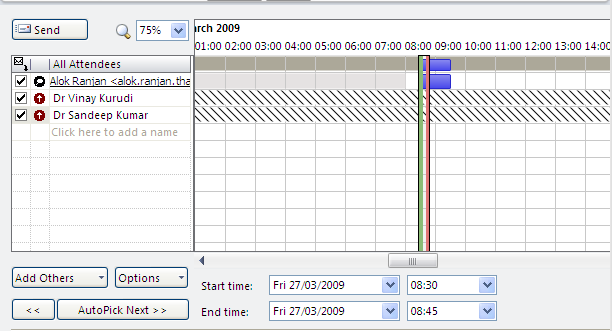 Send
75%
arch 2009
01:00 02:00 03:00 04:00 05:00 06:00 07:00 08:00 09:00 10:00 11:00 12:00 13:00 14:00
All Attendees
Alok Ranjan <alok.ranjan.tha
Dr Vinay Kurudi
Dr Sandeep Kumar
Click here to add a name
Add Others
Options
Start time: Fri 27/03/2009 08:30
End time: Fri 27/03/2009 08:45
<< AutoPick Next >>